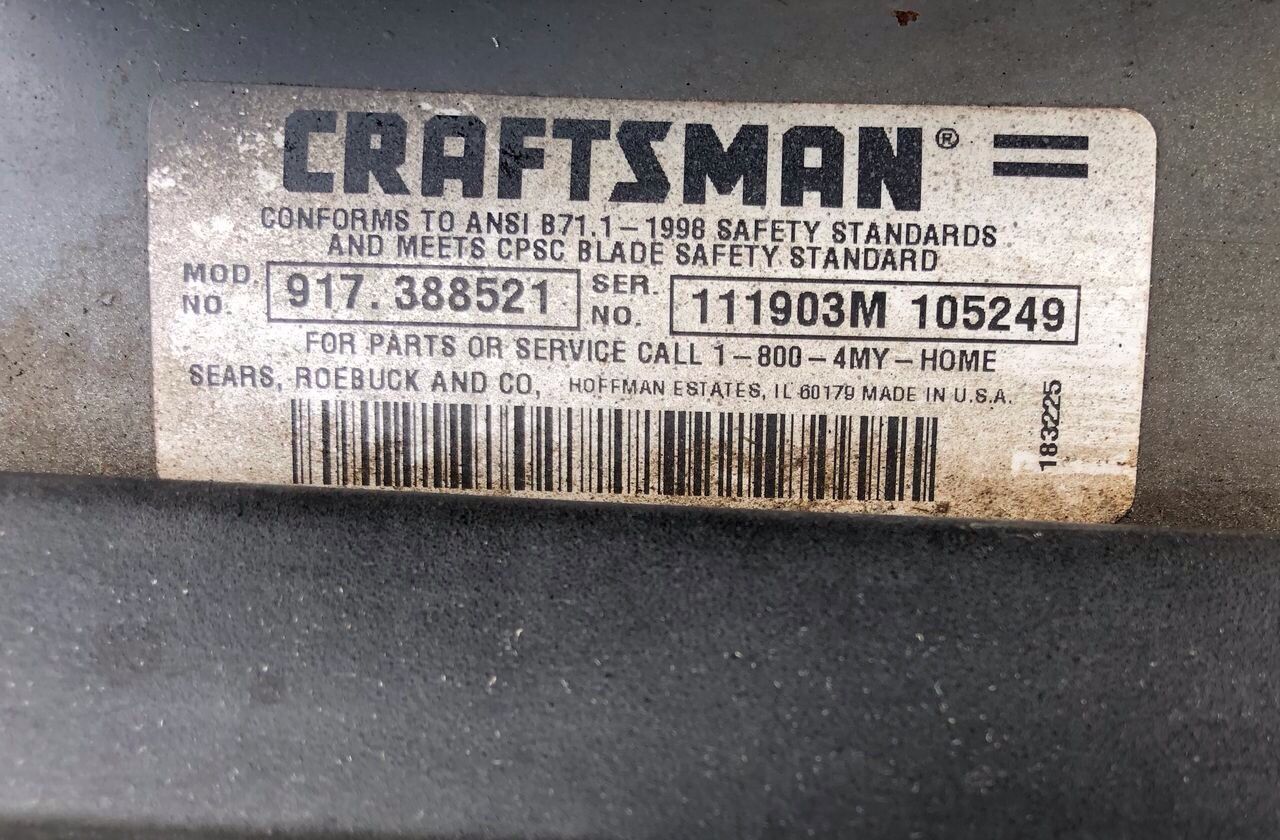 CRAFTSMAN®
CONFORMS TO ANSI B71.1-1998 SAFETY STANDARDS
AND MEETS CPSC BLADE SAFETY STANDARD
MOD. NO. 917.388521 SER. NO. 111903M 105249
FOR PARTS OR SERVICE CALL 1-800-4MY-HOME
SEARS, ROEBUCK AND CO, HOFFMAN ESTATES, IL 60179 MADE IN U.S.A.
183225